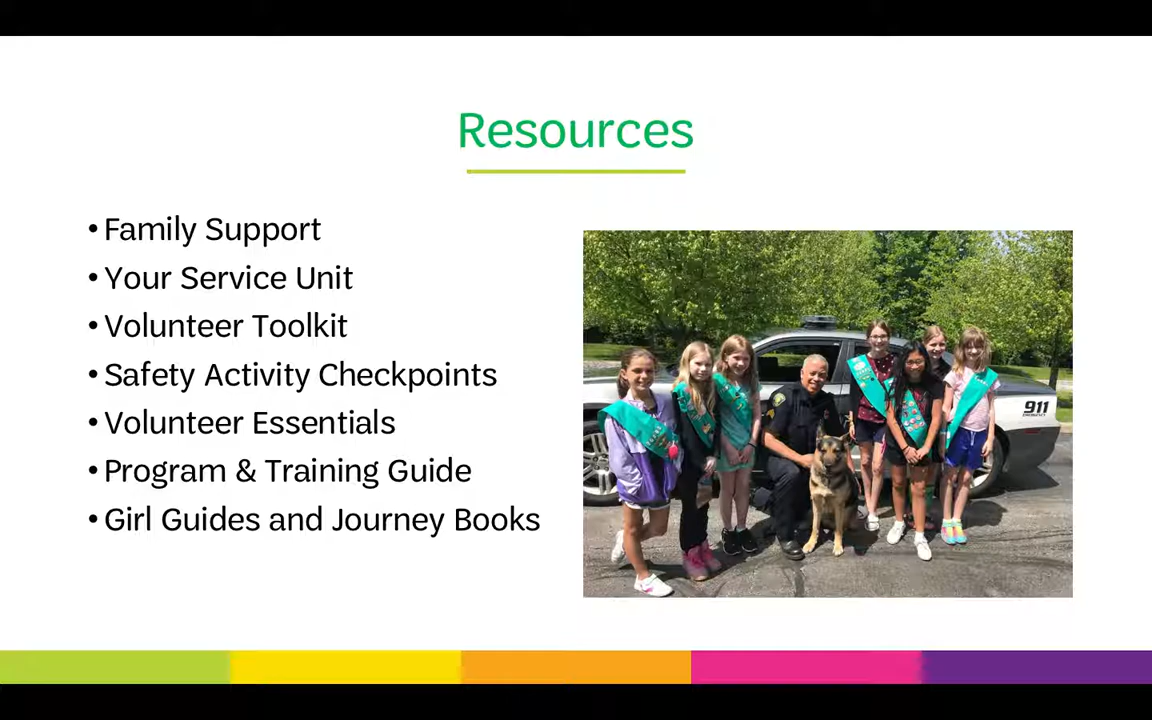 Resources
• Family Support
• Your Service Unit
• Volunteer Toolkit
• Safety Activity Checkpoints
• Volunteer Essentials
• Program & Training Guide
• Girl Guides and Journey Books
911